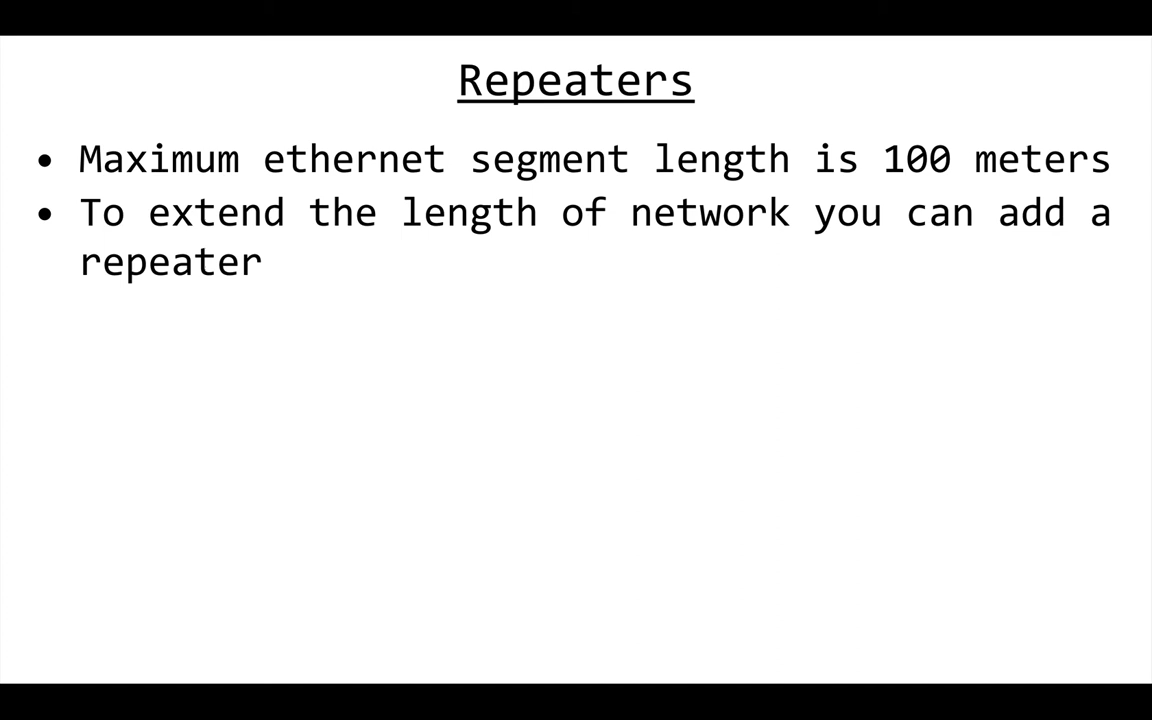 Repeaters
• Maximum ethernet segment length is 100 meters
• To extend the length of network you can add a
repeater